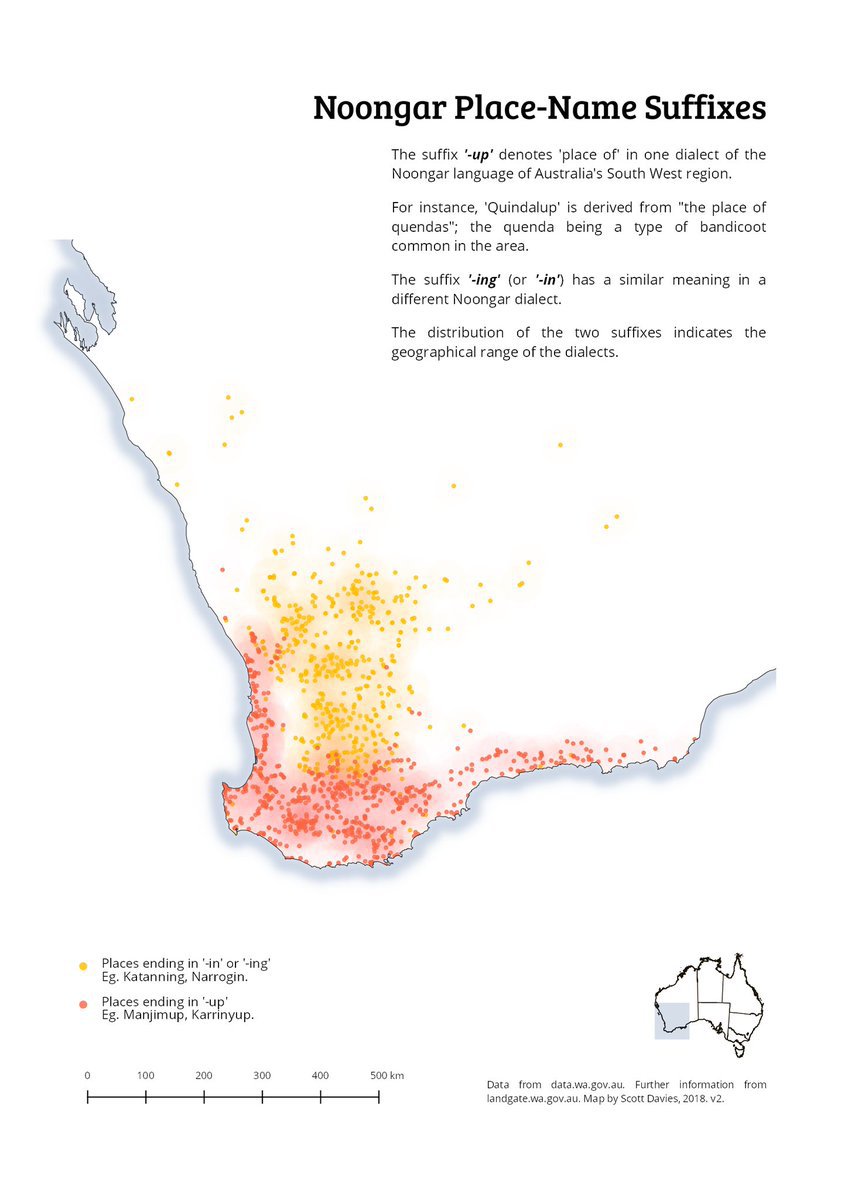 Noongar Place-Name Suffixes
The suffix '-up' denotes 'place of' in one dialect of the
Noongar language of Australia's South West region.
For instance, 'Quindalup' is derived from "the place of
quendas"; the quenda being a type of bandicoot
common in the area.
The suffix '-ing' (or '-in') has a similar meaning in a
different Noongar dialect.
The distribution of the two suffixes indicates the
geographical range of the dialects.
Places ending in '-in' or '-ing'
Eg. Katanning, Narrogin.
Places ending in '-up'
Eg. Manjimup, Karrinyup.
0 100 200 300 400 500 km
Data from data.wa.gov.au. Further information from
landgate.wa.gov.au. Map by Scott Davies, 2018. v2.